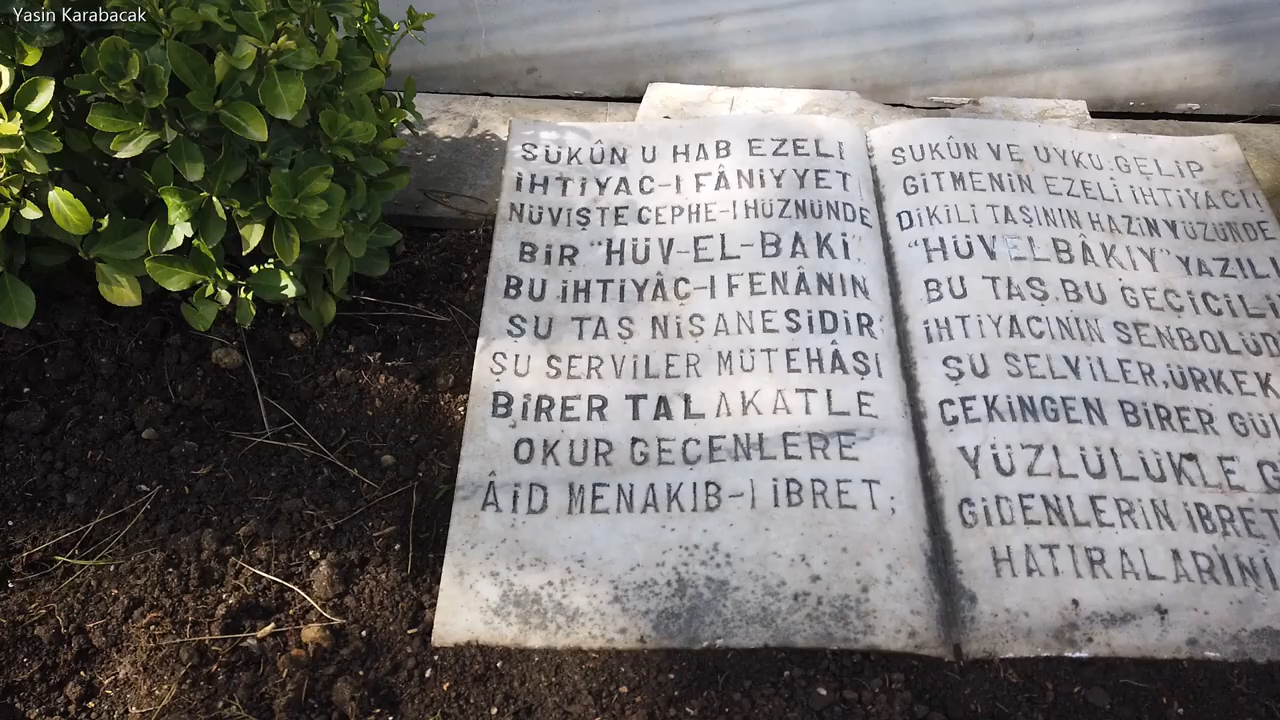 Yasin Karabacak
SÜKÛN U HAB EZELI
İHTİYAC-I FÂNİYYET
NÜVİŞTE CEPHE-I HÜZNÜNDE
BİR "HÜV-EL-BAKİ"
BU İHTİYÂC-I FENÂNIN
ŞU TAŞ NİŞANESİDİR
ŞU SERVİLER MÜTEHÂŞI
BİRER TALAKATLE
OKUR GEÇENLERE
ÂİD MENAKIB-I İBRET;
SUKÛN VE UYKU. GELİP
GİTMENİN EZELİ İHTİYACI!
DİKİLİ TAŞININ HAZİN YÜZÜNDE
"HÜVELBÂKIY" YAZILI
BU TAŞ. BU GEÇİCİL-İ
İHTİYACININ SENBOLÜD
ŞU SELVİLER, ÜRKEK
ÇEKİNGEN BİRER GÜL
YÜZLÜLÜKLE G
GİDENLERİN İBRET
HATIRALARINI